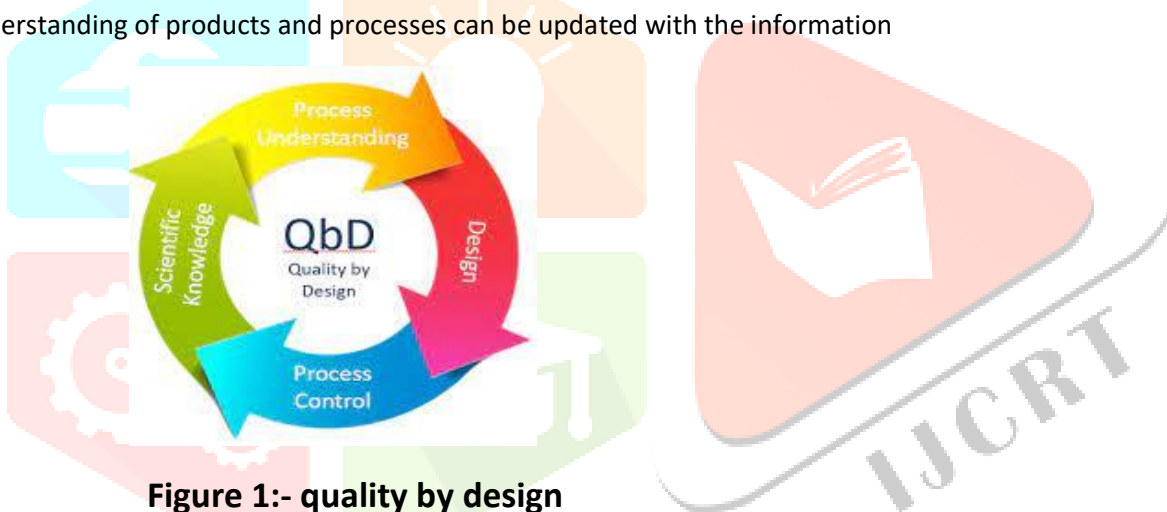 erstanding of products and processes can be updated with the information
Process
Understanding
Design
Process
Control
Scientific
Knowledge
QbD
Quality by
Design
IJCRT
Figure 1:- quality by design